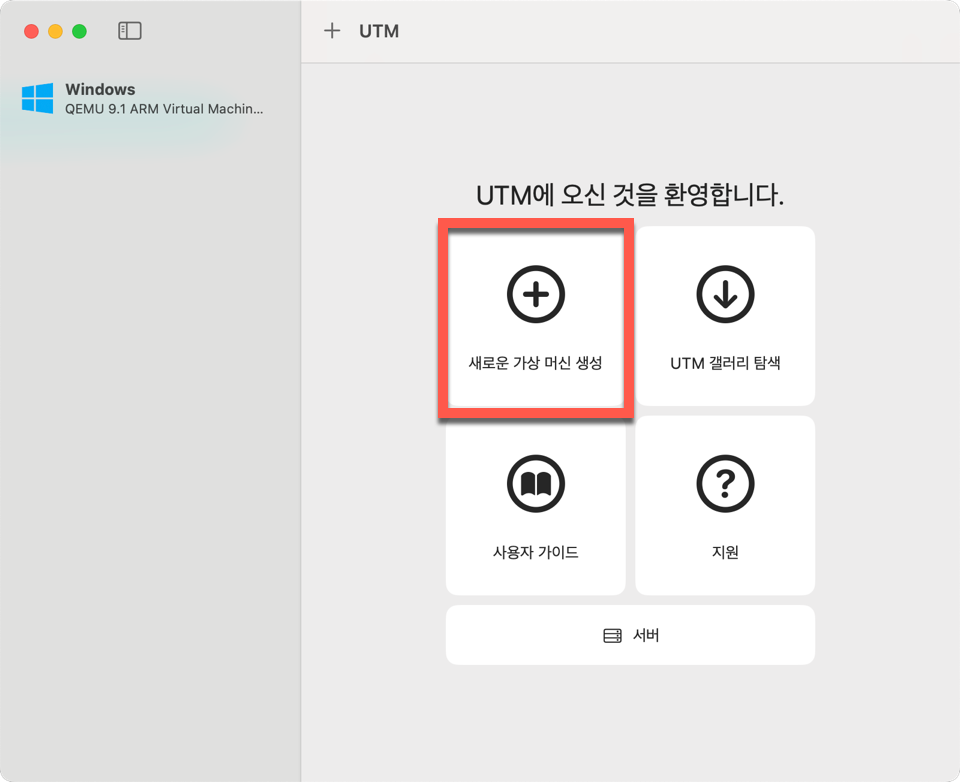 UTM
Windows
QEMU 9.1 ARM Virtual Machin...
UTM에 오신 것을 환영합니다.
새로운 가상 머신 생성
UTM 갤러리 탐색
사용자 가이드
지원
서버